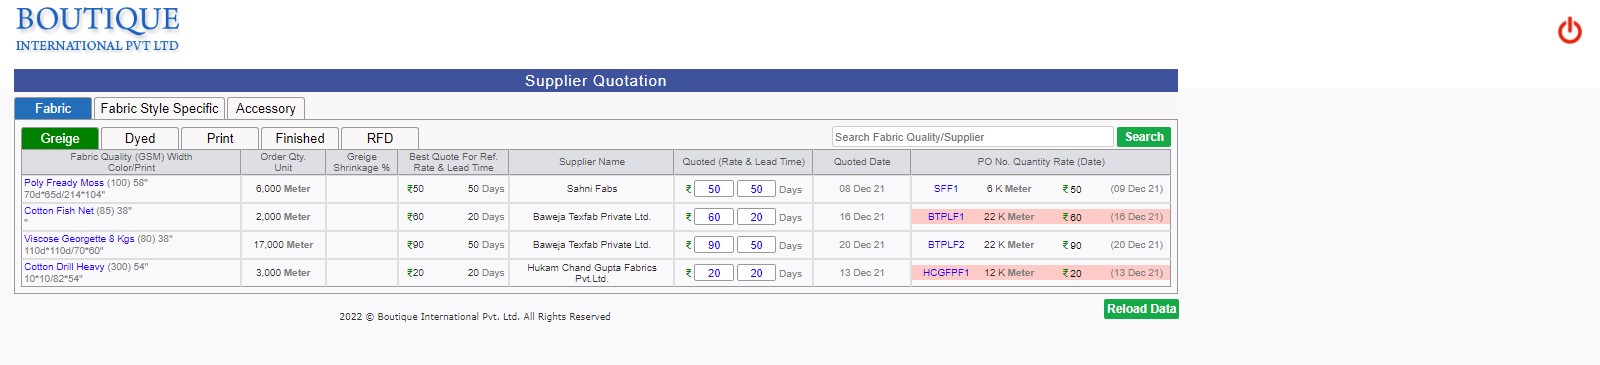 BOUTIQUE
INTERNATIONAL PVT LTD
Supplier Quotation
Fabric Fabric Style Specific Accessory
Greige Dyed Print Finished RFD Search Fabric Quality/Supplier Search
Fabric Quality (GSM) Width Order Qty. Greige Best Quote For Ref. Supplier Name Quoted (Rate & Lead Time) Quoted Date PO No. Quantity Rate (Date)
Color/Print Unit Shrinkage % Rate & Lead Time
Poly Fready Moss (100) 58" 6,000 Meter ₹50 50 Days Sahni Fabs ₹ 50 50 Days 08 Dec 21 SFF1 6 K Meter ₹ 50 (09 Dec 21)
70d*65d/214*104"
Cotton Fish Net (85) 38" 2,000 Meter ₹60 20 Days Baweja Texfab Private Ltd. ₹ 60 20 Days 16 Dec 21 BTPLF1 22 K Meter ₹ 60 (16 Dec 21)
"
Viscose Georgette 8 Kgs (80) 38" 17,000 Meter ₹90 50 Days Baweja Texfab Private Ltd. ₹ 90 50 Days 20 Dec 21 BTPLF2 22 K Meter ₹ 90 (20 Dec 21)
110d*110d/70*60"
Cotton Drill Heavy (300) 54" 3,000 Meter ₹20 20 Days Hukam Chand Gupta Fabrics ₹ 20 20 Days 13 Dec 21 HCGFPF1 12 K Meter ₹ 20 (13 Dec 21)
10*10/82*54" Pvt.Ltd.
Reload Data
2022 © Boutique International Pvt. Ltd. All Rights Reserved